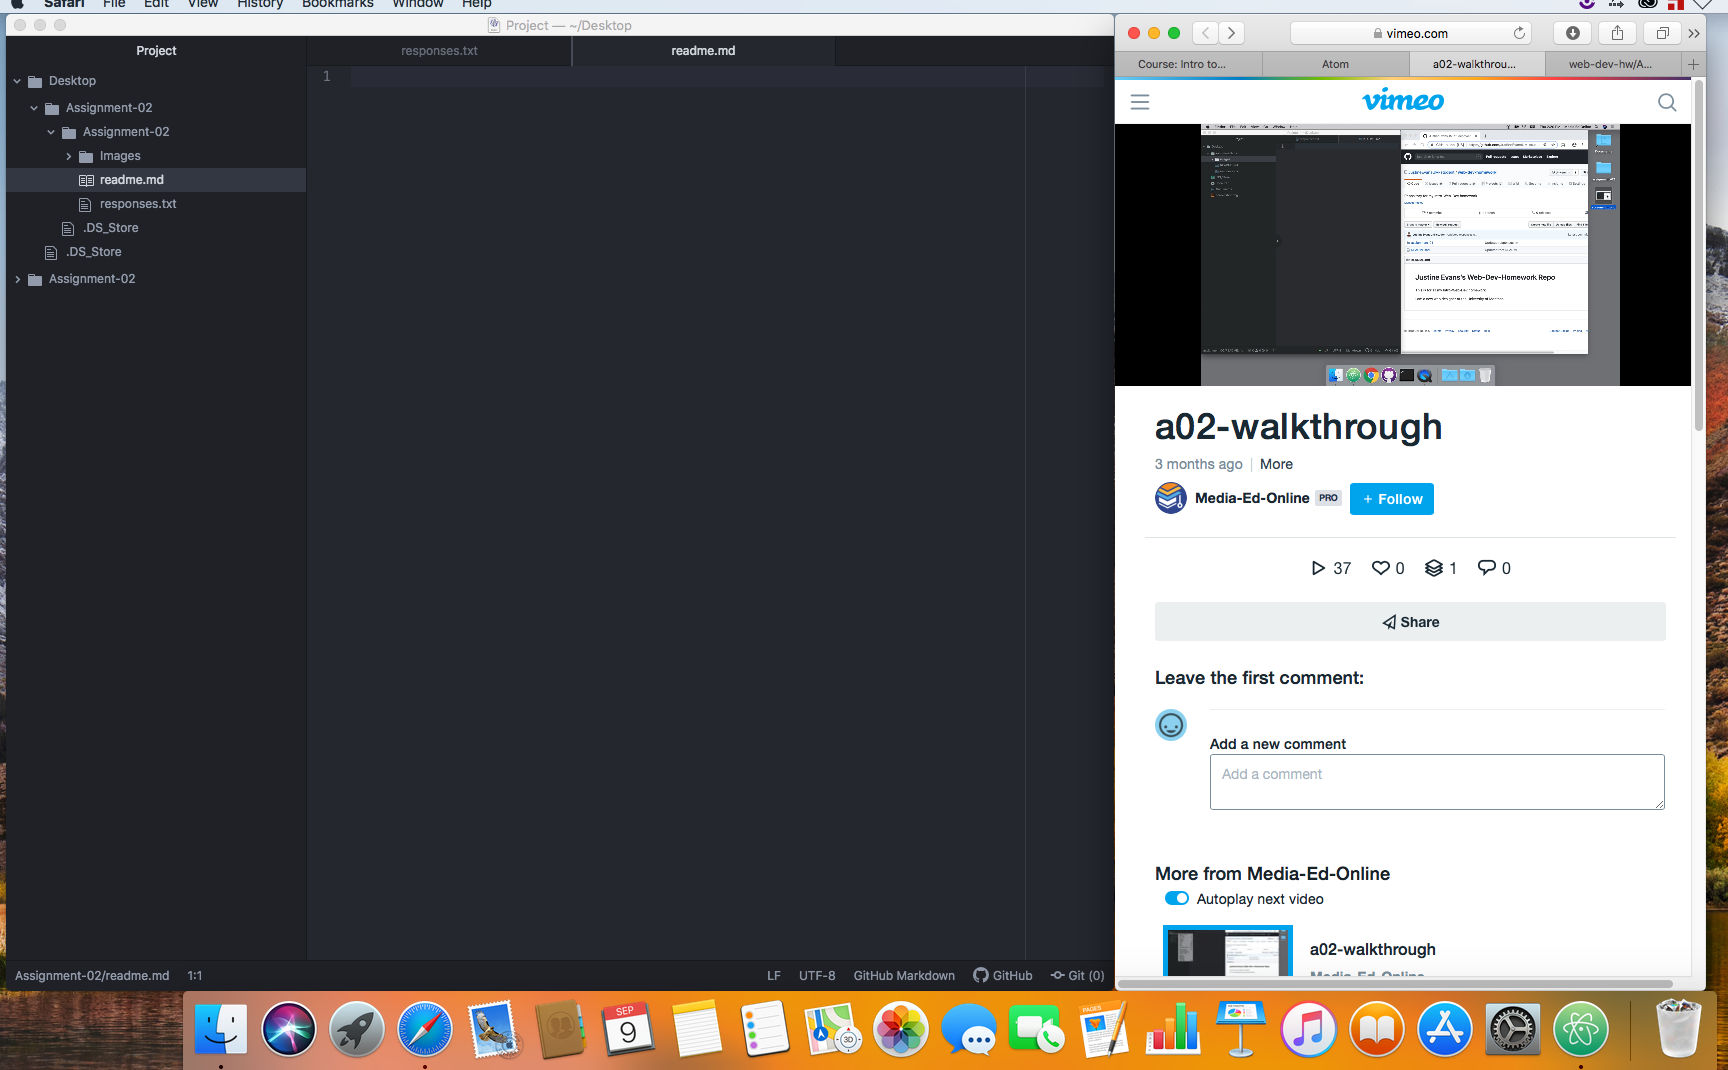 Safari File Edit View History Bookmarks Window Help
Project — ~/Desktop
Project
responses.txt
readme.md
1
Desktop
Assignment-02
Assignment-02
Images
readme.md
responses.txt
.DS_Store
.DS_Store
Assignment-02
Assignment-02/readme.md 1:1
LF UTF-8 GitHub Markdown GitHub Git (0)
vimeo.com
Course: Intro to...
Atom
a02-walkthrou...
web-dev-hw/A...
vimeo
Justine Evans's Web-Dev-Homework Repo
a02-walkthrough
3 months ago More
Media-Ed-Online PRO + Follow
37 0 1 0
Share
Leave the first comment:
Add a new comment
Add a comment
More from Media-Ed-Online
Autoplay next video
a02-walkthrough
Media-Ed-Online
SEP
9
3D
PAGES